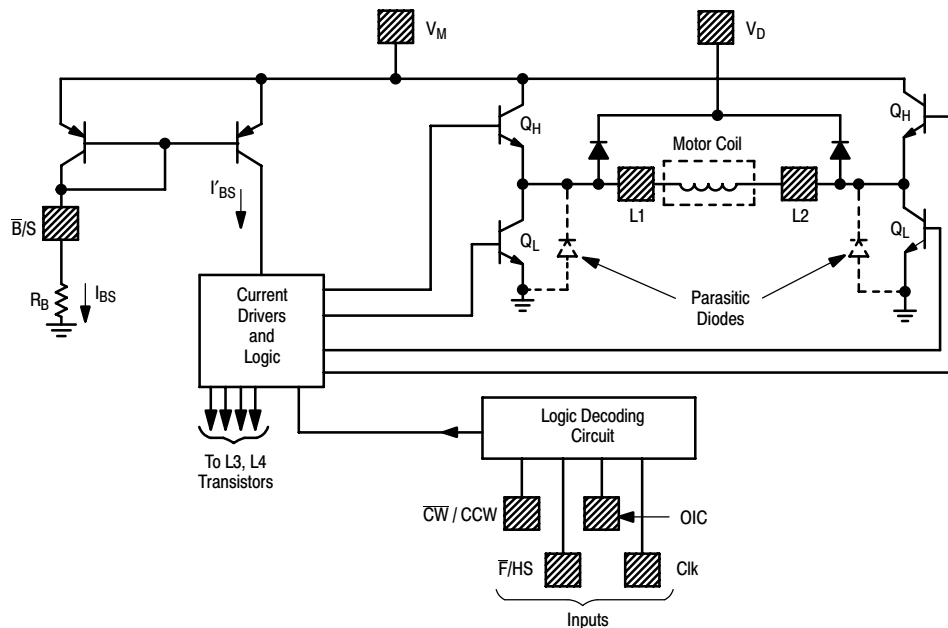 V_M
V_D
Q_H
Q_H
Motor Coil
I'_BS
L1
L2
B̅/S
Q_L
Q_L
R_B
I_BS
Current
Drivers
and
Logic
Parasitic
Diodes
Logic Decoding
Circuit
To L3, L4
Transistors
C̅W̅ / CCW
OIC
F̅/HS
Clk
Inputs